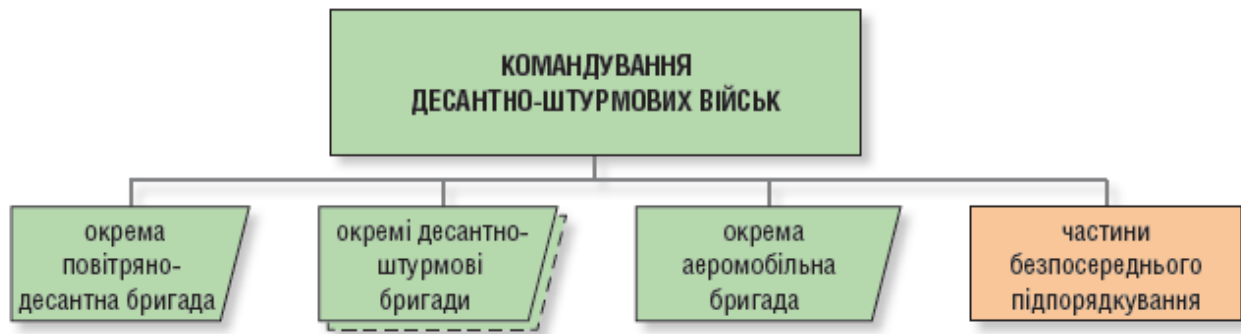 КОМАНДУВАННЯ
ДЕСАНТНО-ШТУРМОВИХ ВІЙСЬК
окрема
повітряно-
десантна бригада
окремі десантно-
штурмові
бригади
окрема
аеромобільна
бригада
частини
безпосереднього
підпорядкування